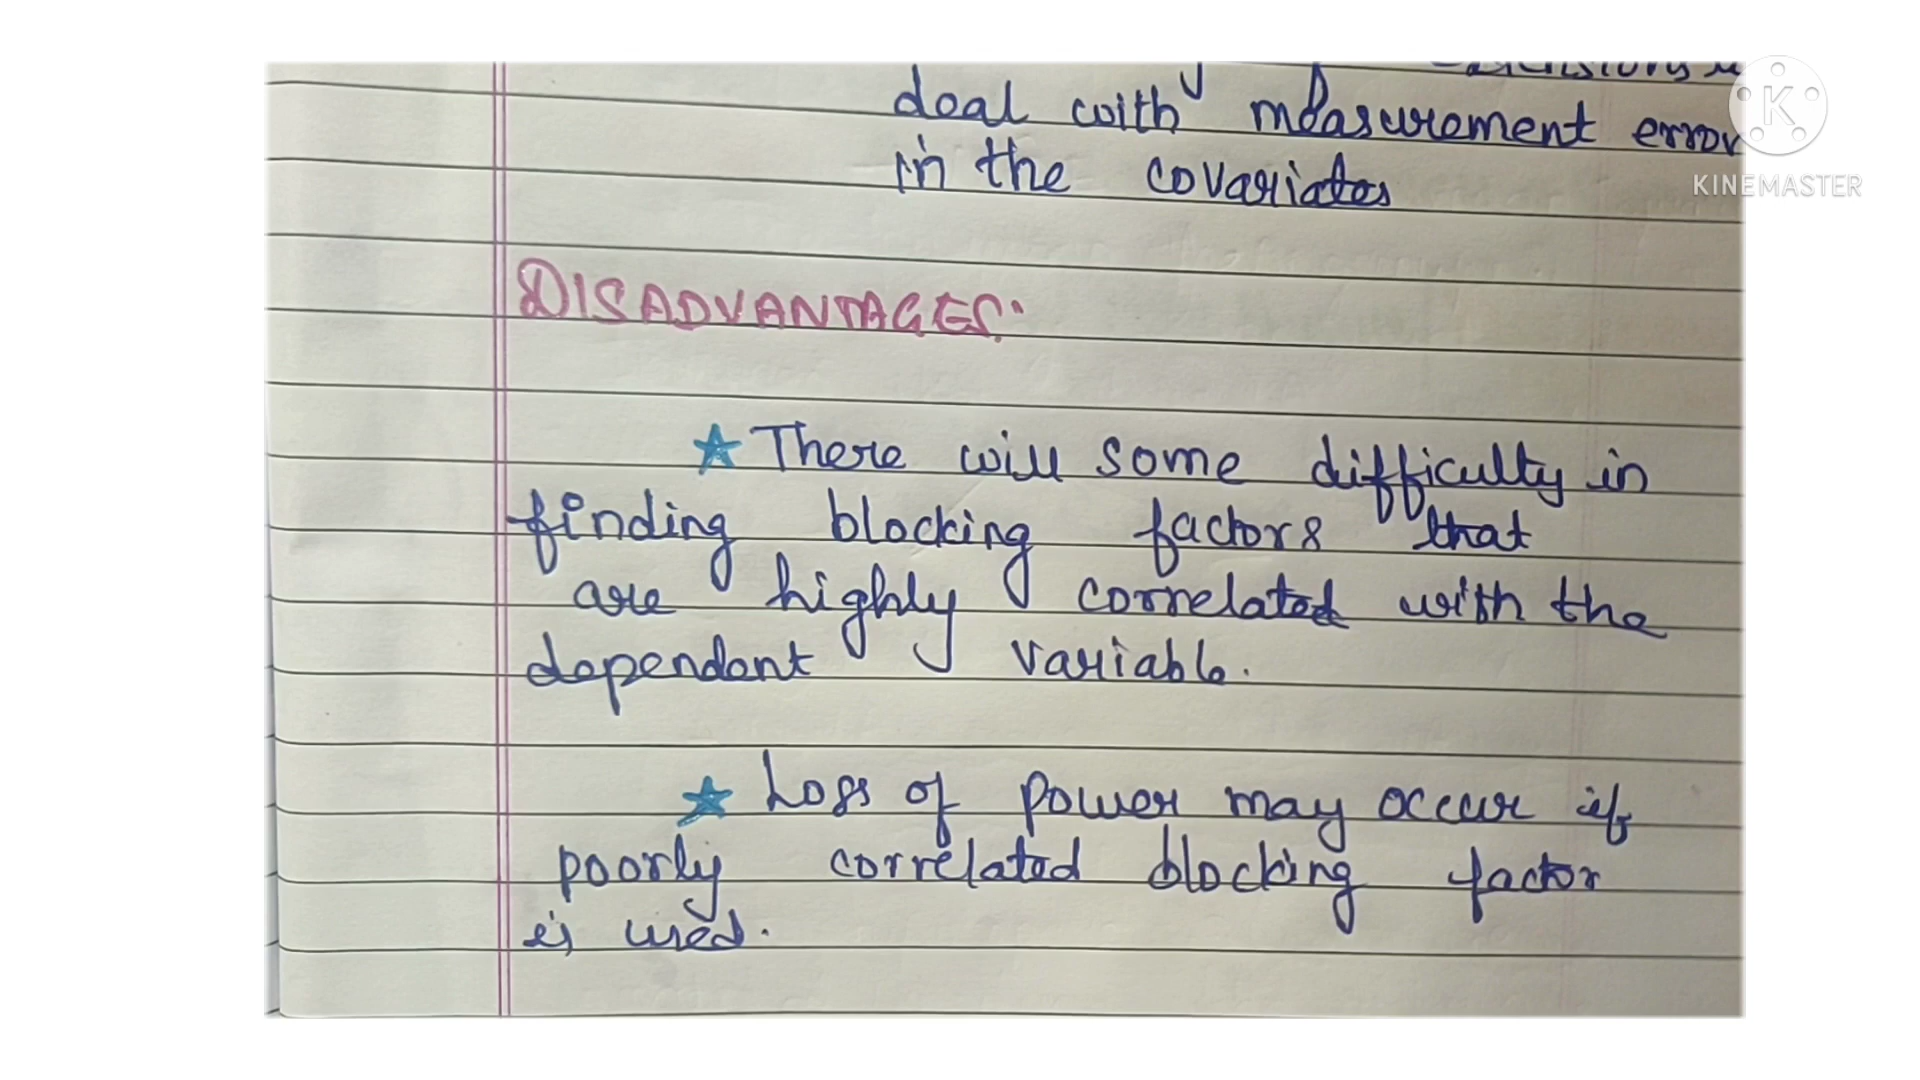 deal with measurement error
in the covariates
KINEMASTER
DISADVANTAGES:
There will some difficulty in
finding blocking factors that
are highly correlated with the
dependent variable.
Loss of power may occur if
poorly correlated blocking factor
is used.